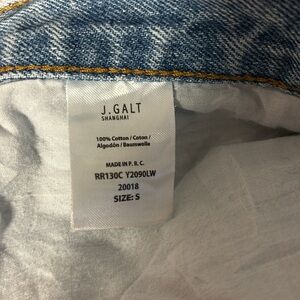 J.GALT
SHANGHAI
100% Cotton / Coton /
Algodón / Baumwolle
MADE IN P. R. C.
RR130C Y2090LW
20018
SIZE: S